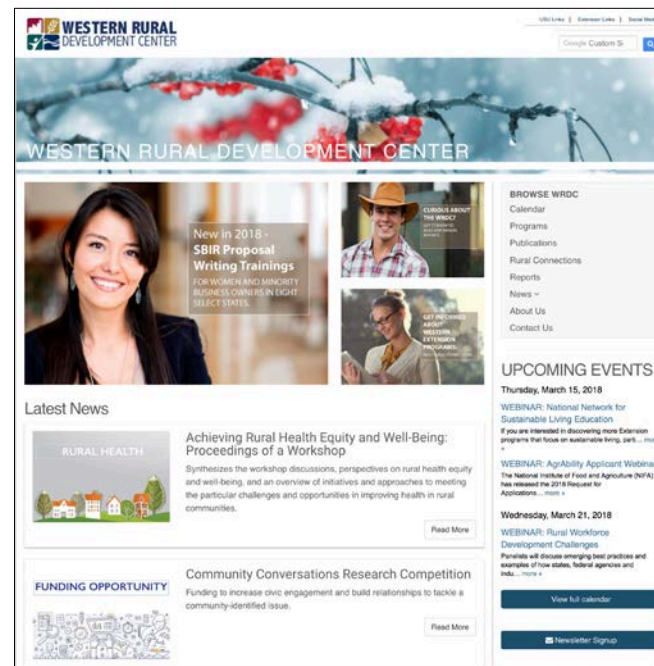 USU Links | Extension Links | Social Med
WESTERN RURAL
DEVELOPMENT CENTER
Google Custom S
WESTERN RURAL DEVELOPMENT CENTER
New in 2018 -
SBIR Proposal
Writing Trainings
FOR WOMEN AND MINORITY
BUSINESS OWNERS IN EIGHT
SELECT STATES.
CURIOUS ABOUT
THE WRDC?
GET INFORMED
ABOUT
WESTERN
EXTENSION
PROGRAMS.
BROWSE WRDC
Calendar
Programs
Publications
Rural Connections
Reports
News
About Us
Contact Us
Latest News
RURAL HEALTH
Achieving Rural Health Equity and Well-Being:
Proceedings of a Workshop
Synthesizes the workshop discussions, perspectives on rural health equity
and well-being, and an overview of initiatives and approaches to meeting
the particular challenges and opportunities in improving health in rural
communities.
Read More
FUNDING OPPORTUNITY
Community Conversations Research Competition
Funding to increase civic engagement and build relationships to tackle a
community-identified issue.
Read More
UPCOMING EVENTS
Thursday, March 15, 2018
WEBINAR: National Network for
Sustainable Living Education
If you are interested in discovering more Extension
programs that focus on sustainable living, parti... mo
»
WEBINAR: AgrAbility Applicant Webina
The National Institute of Food and Agriculture (NIFA)
has released the 2018 Request for
Applications... more »
Wednesday, March 21, 2018
WEBINAR: Rural Workforce
Development Challenges
Panelists will discuss emerging best practices and
examples of how states, federal agencies and
indu... more »
View full calendar
Newsletter Signup